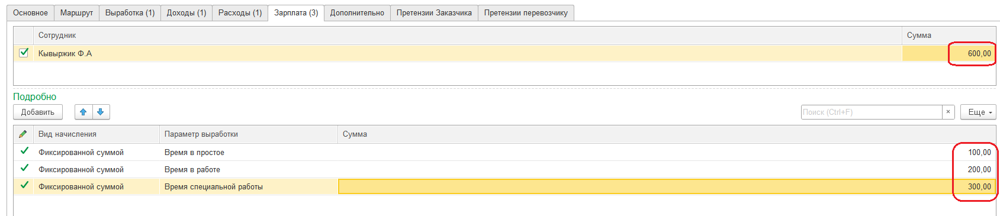 Основное Маршрут Выработка (1) Доходы (1) Расходы (1) Зарплата (3) Дополнительно Претензии Заказчика Претензии перевозчику
Сотрудник Сумма
Кывыржик Ф.А 600,00
Подробно
Добавить Поиск (Ctrl+F) × Еще
Вид начисления Параметр выработки Сумма
Фиксированной суммой Время в простое 100,00
Фиксированной суммой Время в работе 200,00
Фиксированной суммой Время специальной работы 300,00